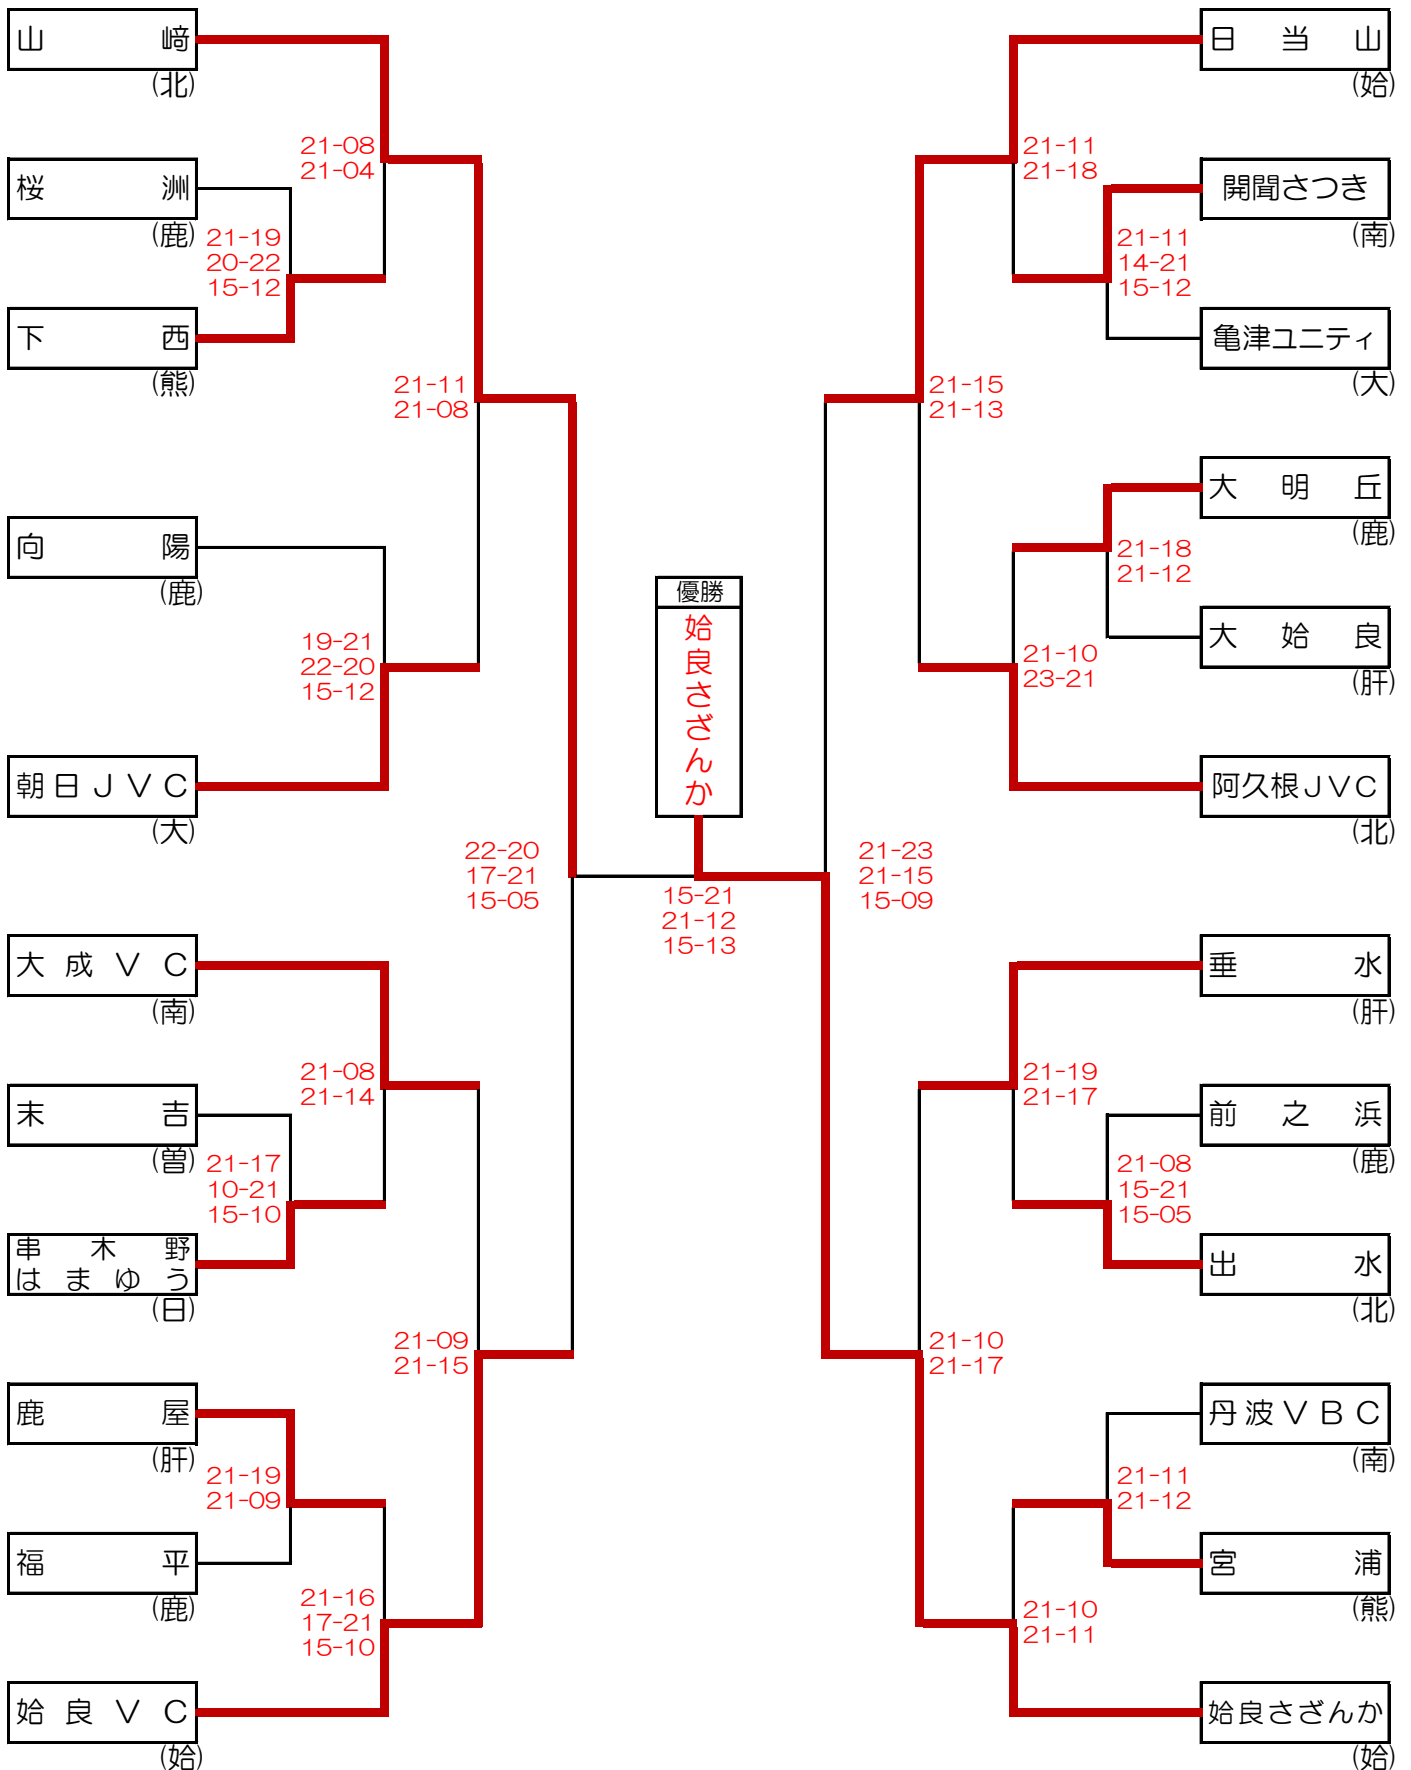 山﨑
(北)
21-08
21-04
桜洲
(鹿)
21-19
20-22
15-12
下西
(熊)
21-11
21-08
向陽
(鹿)
19-21
22-20
15-12
朝日JVC
(大)
22-20
17-21
15-05
大成VC
(南)
21-08
21-14
末吉
(曽)
21-17
10-21
15-10
串木野
はまゆう
(日)
21-09
21-15
鹿屋
(肝)
21-19
21-09
福平
(鹿)
21-16
17-21
15-10
姶良VC
(姶)
優勝
姶良さざんか
15-21
21-12
15-13
日当山
(姶)
21-11
21-18
開聞さつき
(南)
21-11
14-21
15-12
亀津ユニティ
(大)
21-15
21-13
大明丘
(鹿)
21-18
21-12
大姶良
(肝)
21-10
23-21
阿久根JVC
(北)
21-23
21-15
15-09
垂水
(肝)
21-19
21-17
前之浜
(鹿)
21-08
15-21
15-05
出水
(北)
21-10
21-17
丹波VBC
(南)
21-11
21-12
宮浦
(熊)
21-10
21-11
姶良さざんか
(姶)